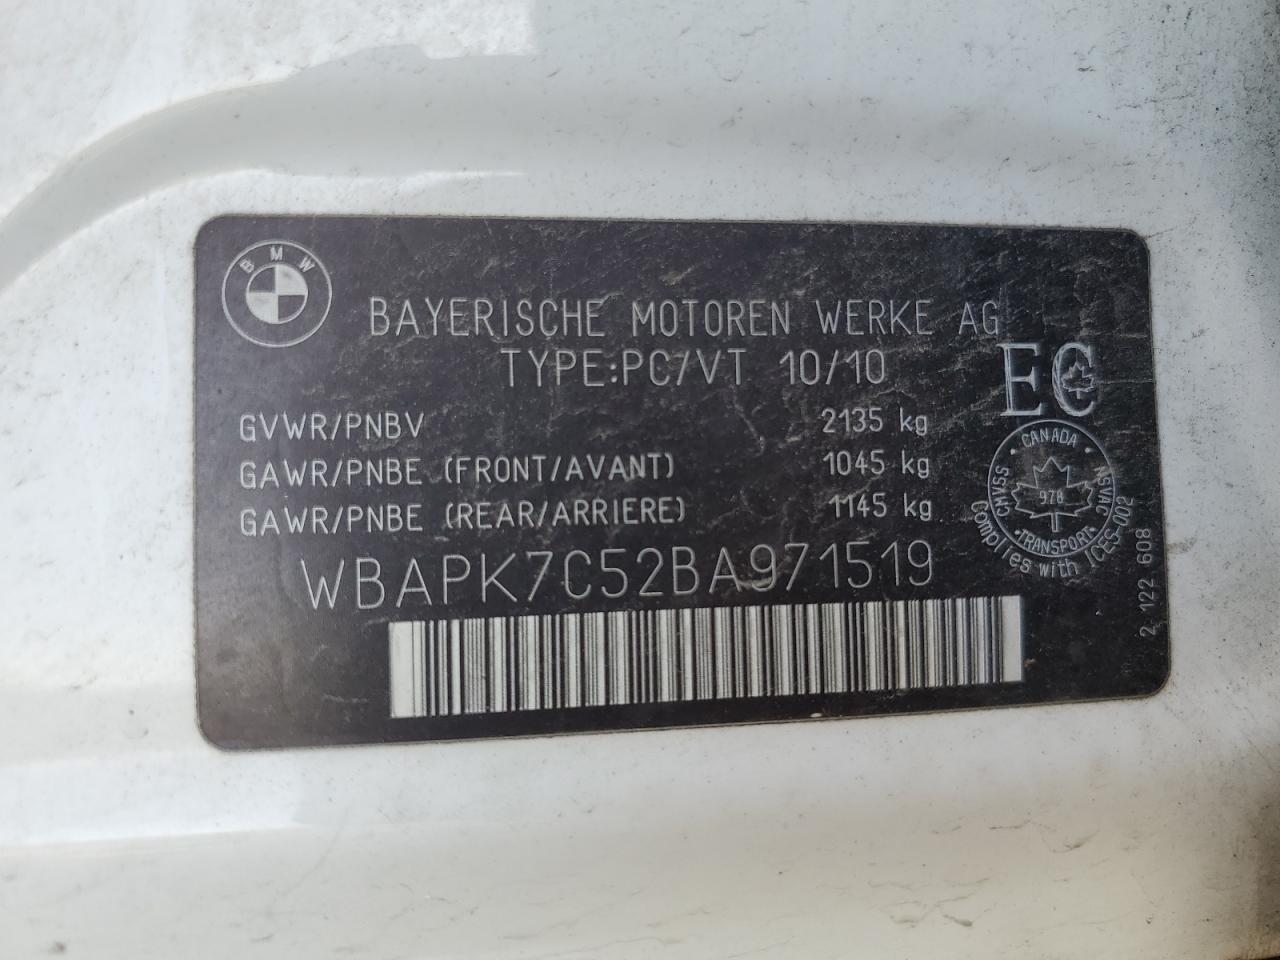 BMW
BAYERISCHE MOTOREN WERKE AG
TYPE:PC/VT 10/10
EC
GVWR/PNBV 2135 kg
GAWR/PNBE (FRONT/AVANT) 1045 kg
GAWR/PNBE (REAR/ARRIERE) 1145 kg
WBAPK7C52BA971519
CANADA
CMVSS
NSVAC
978
TRANSPORT
Complies with ICES-002
2 122 608